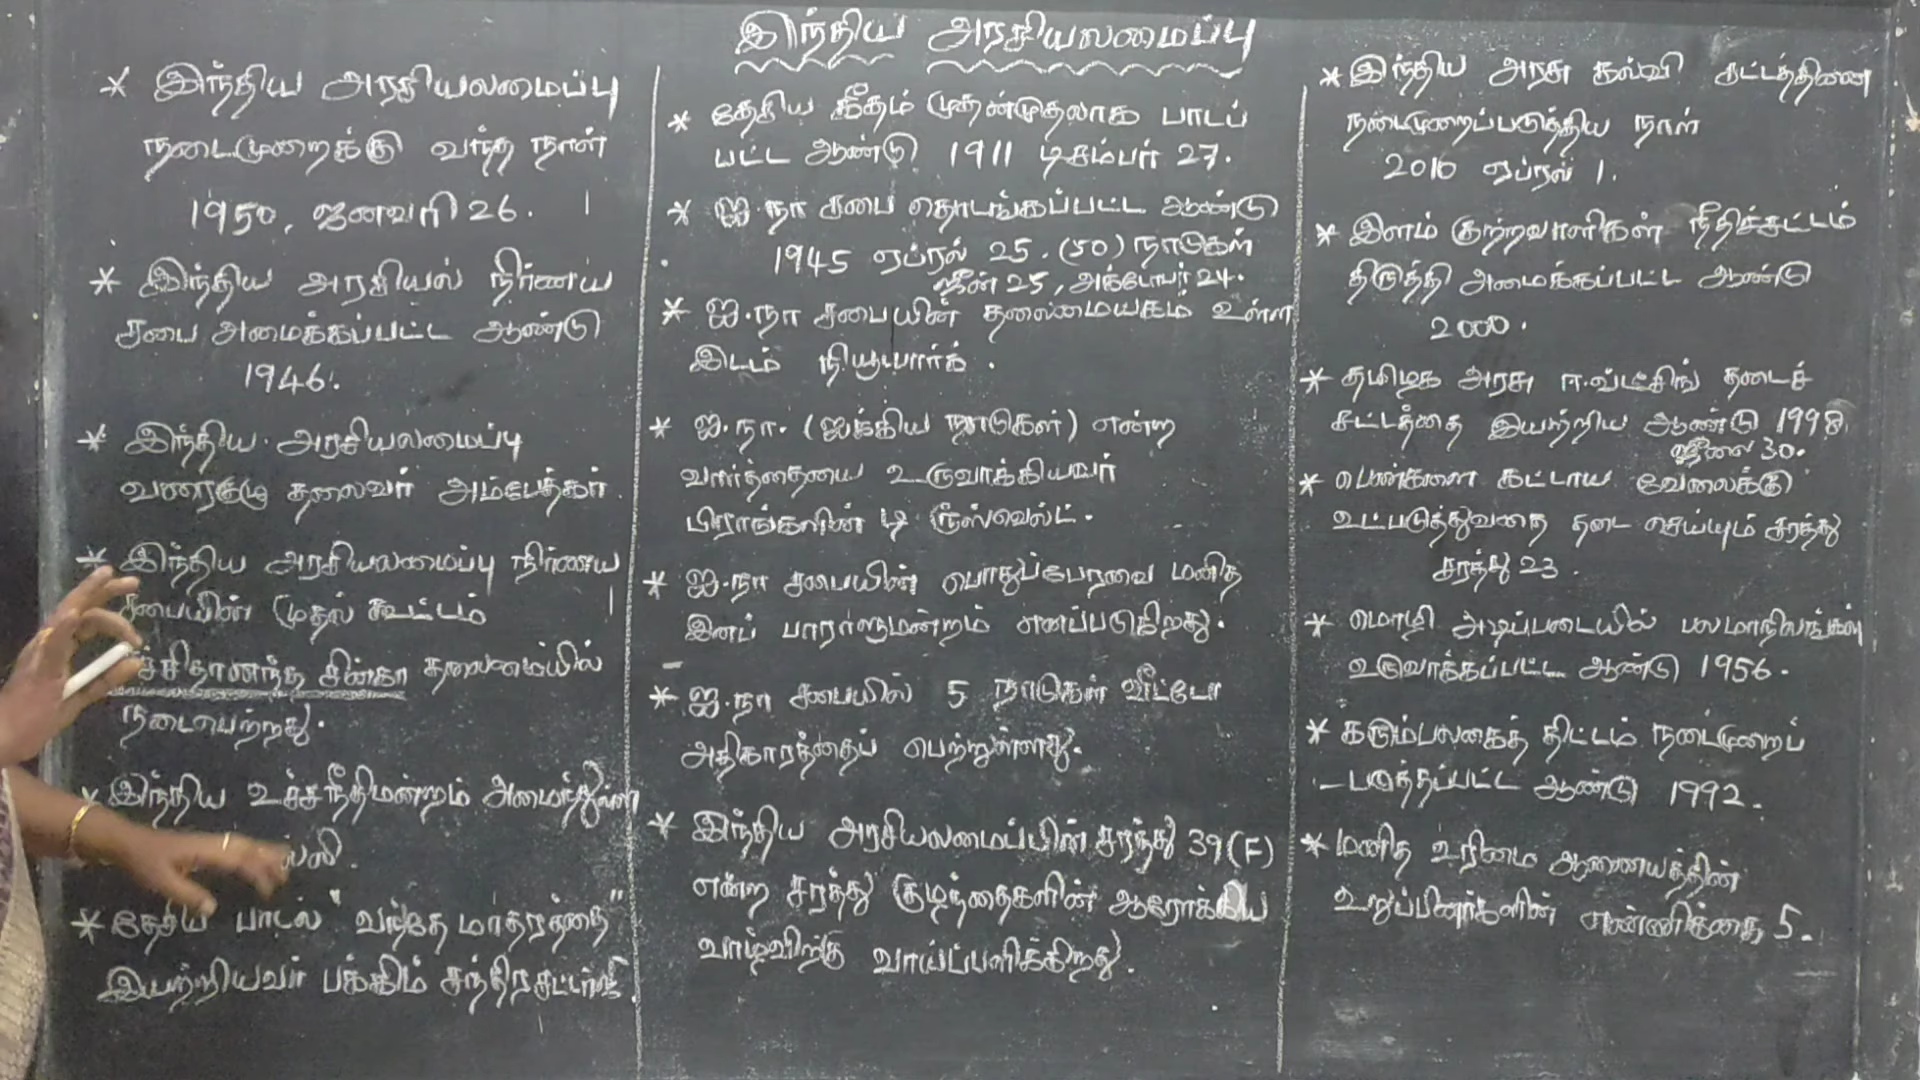 இந்திய அரசியலமைப்பு
* இந்திய அரசியலமைப்பு
நடைமுறைக்கு வந்த நாள்
1950, ஜனவரி 26.
* இந்திய அரசியல் நிர்ணய
சபை அமைக்கப்பட்ட ஆண்டு
1946.
* இந்திய அரசியலமைப்பு
வரைகுழு தலைவர் அம்பேத்கர்.
* இந்திய அரசியலமைப்பு நிர்ணய
சபையின் முதல் கூட்டம்
சச்சிதானந்த சின்கா தலைமையில்
நடைபெற்றது.
* இந்திய உச்சநீதிமன்றம் அமைந்துள்ள
ல்லி.
* தேசிய பாடல் "வந்தே மாதரத்தை"
இயற்றியவர் பக்கிம் சந்திரசட்டர்ஜி.
* தேசிய கீதம் முதன்முதலாக பாடப்
பட்ட ஆண்டு 1911 டிசம்பர் 27.
* ஐ.நா சபை தொடங்கப்பட்ட ஆண்டு
1945 ஏப்ரல் 25. (50) நாடுகள்
ஜீன் 25, அக்டோபர் 24.
* ஐ.நா சபையின் தலைமையகம் உள்ள
இடம் நியூயார்க்.
* ஐ.நா. (ஐக்கிய நாடுகள்) என்ற
வார்த்தையை உருவாக்கியவர்
பிராங்களின் டி ரூஸ்வெல்ட்.
* ஐ.நா சபையின் பொதுப்பேரவை மனித
இனப் பாராளுமன்றம் எனப்படுகிறது.
* ஐ.நா சபையில் 5 நாடுகள் வீட்டோ
அதிகாரத்தைப் பெற்றுள்ளது.
* இந்திய அரசியலமைப்பின் சரத்து 39(F)
என்ற சரத்து குழந்தைகளின் ஆரோக்கிய
வாழ்விற்கு வாய்ப்பளிக்கிறது.
* இந்திய அரசு கல்வி சட்டத்தினை
நடைமுறைப்படுத்திய நாள்
2010 ஏப்ரல் 1.
* இளம் குற்றவாளிகள் நீதிச்சட்டம்
திருத்தி அமைக்கப்பட்ட ஆண்டு
2000.
* தமிழக அரசு ஈ.வ்டீசிங் தடைச்
சட்டத்தை இயற்றிய ஆண்டு 1998
ஜீலை 30.
* பெண்களை கட்டாய வேலைக்கு
உட்படுத்துவதை தடை செய்யும் சரத்து
சரத்து 23.
* மொழி அடிப்படையில் பலமாநிலங்கள்
உருவாக்கப்பட்ட ஆண்டு 1956.
* கரும்பலகைத் திட்டம் நடைமுறைப்
-படுத்தப்பட்ட ஆண்டு 1992.
* மனித உரிமை ஆணையத்தின்
உறுப்பினர்களின் எண்ணிக்கை 5.